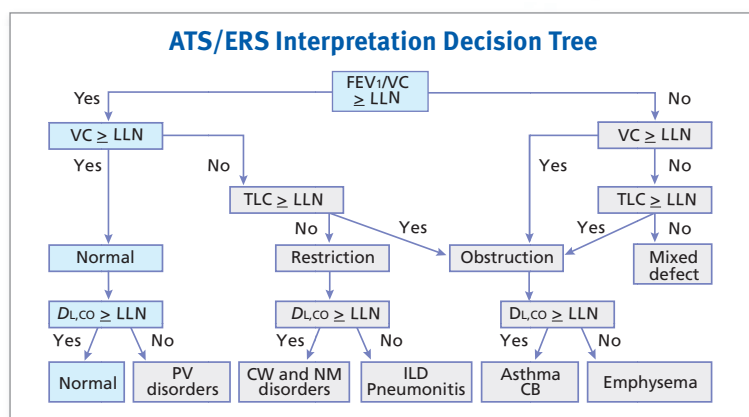 ATS/ERS Interpretation Decision Tree
FEV1/VC
≥ LLN
Yes
No
VC ≥ LLN
VC ≥ LLN
Yes
No
Yes
No
TLC ≥ LLN
TLC ≥ LLN
No
Yes
Yes
No
Normal
Restriction
Obstruction
Mixed
defect
DL,CO ≥ LLN
DL,CO ≥ LLN
DL,CO ≥ LLN
Yes
No
Yes
No
Yes
No
Normal
PV
disorders
CW and NM
disorders
ILD
Pneumonitis
Asthma
CB
Emphysema